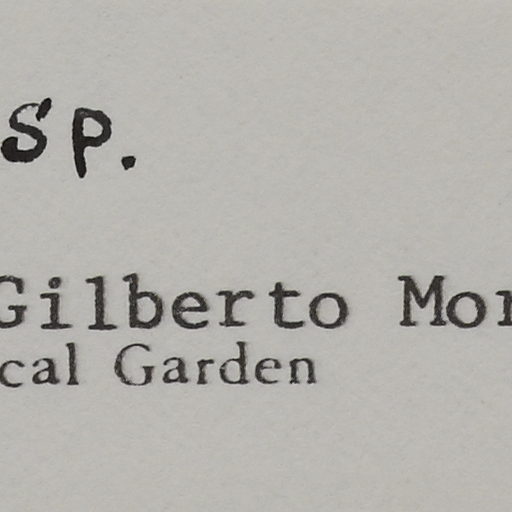 sp.
Gilberto Mor
cal Garden